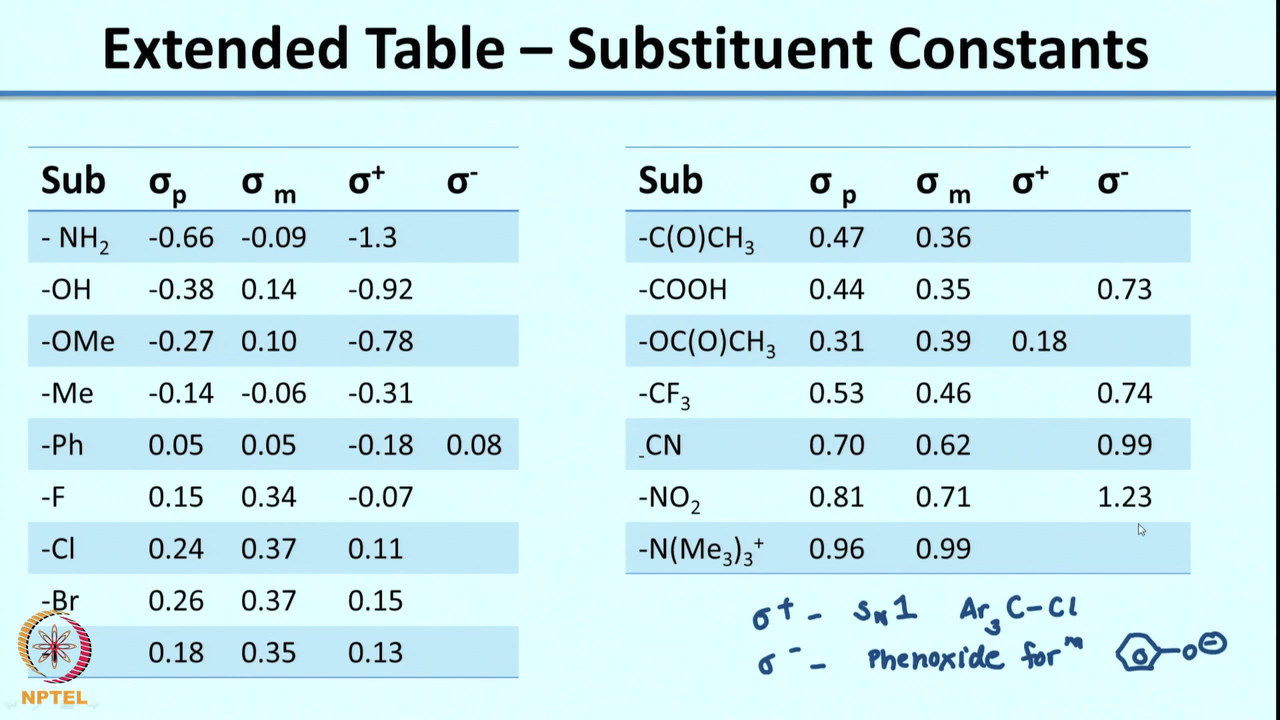 Extended Table – Substituent Constants
Sub σp σ m σ+ σ-
- NH2 -0.66 -0.09 -1.3
-OH -0.38 0.14 -0.92
-OMe -0.27 0.10 -0.78
-Me -0.14 -0.06 -0.31
-Ph 0.05 0.05 -0.18 0.08
-F 0.15 0.34 -0.07
-Cl 0.24 0.37 0.11
-Br 0.26 0.37 0.15
0.18 0.35 0.13
NPTEL
Sub σ p σ m σ+ σ-
-C(O)CH3 0.47 0.36
-COOH 0.44 0.35 0.73
-OC(O)CH3 0.31 0.39 0.18
-CF3 0.53 0.46 0.74
-CN 0.70 0.62 0.99
-NO2 0.81 0.71 1.23
-N(Me3)3+ 0.96 0.99
σ+ - SN1 Ar3C-Cl
σ- - Phenoxide for^m O⊖